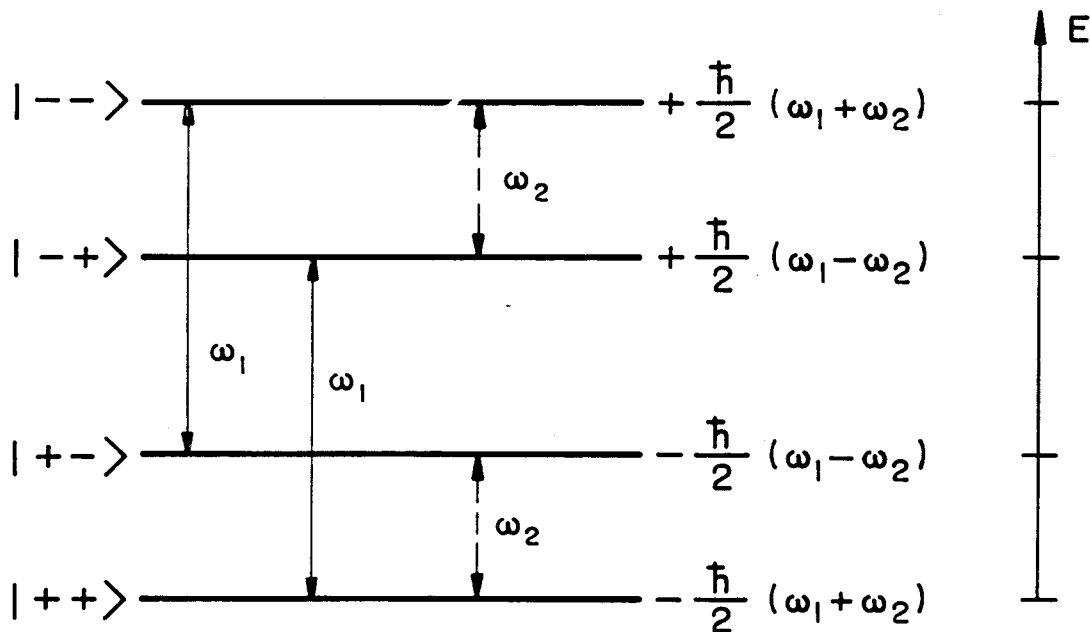 E
|−−> + ħ/2 (ω₁+ω₂)
ω₂
|−+> + ħ/2 (ω₁−ω₂)
ω₁ ω₁
|+−> − ħ/2 (ω₁−ω₂)
ω₂
|++> − ħ/2 (ω₁+ω₂)